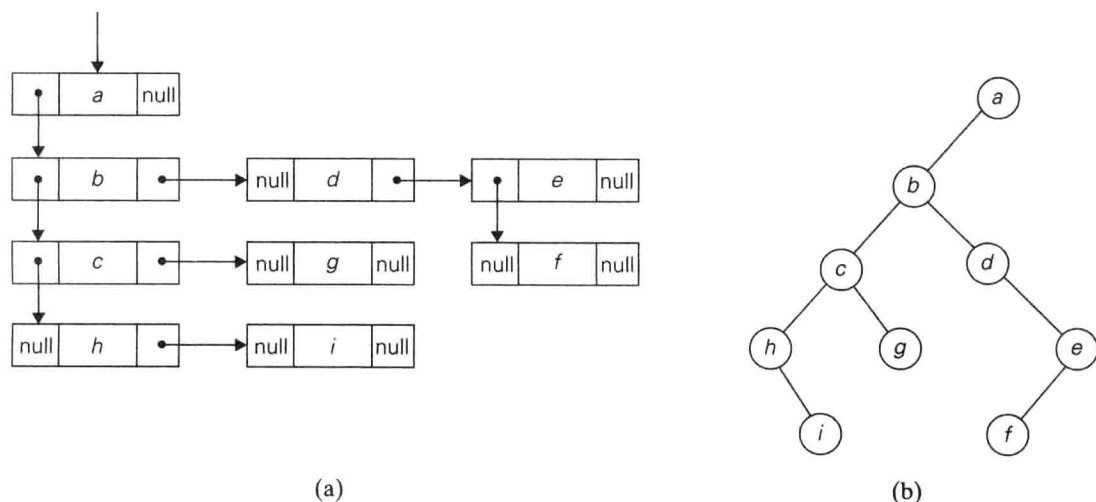 a null
a
b null d e null
b
c null g null null f null
c d
null h null i null
h g e
i f
(a) (b)